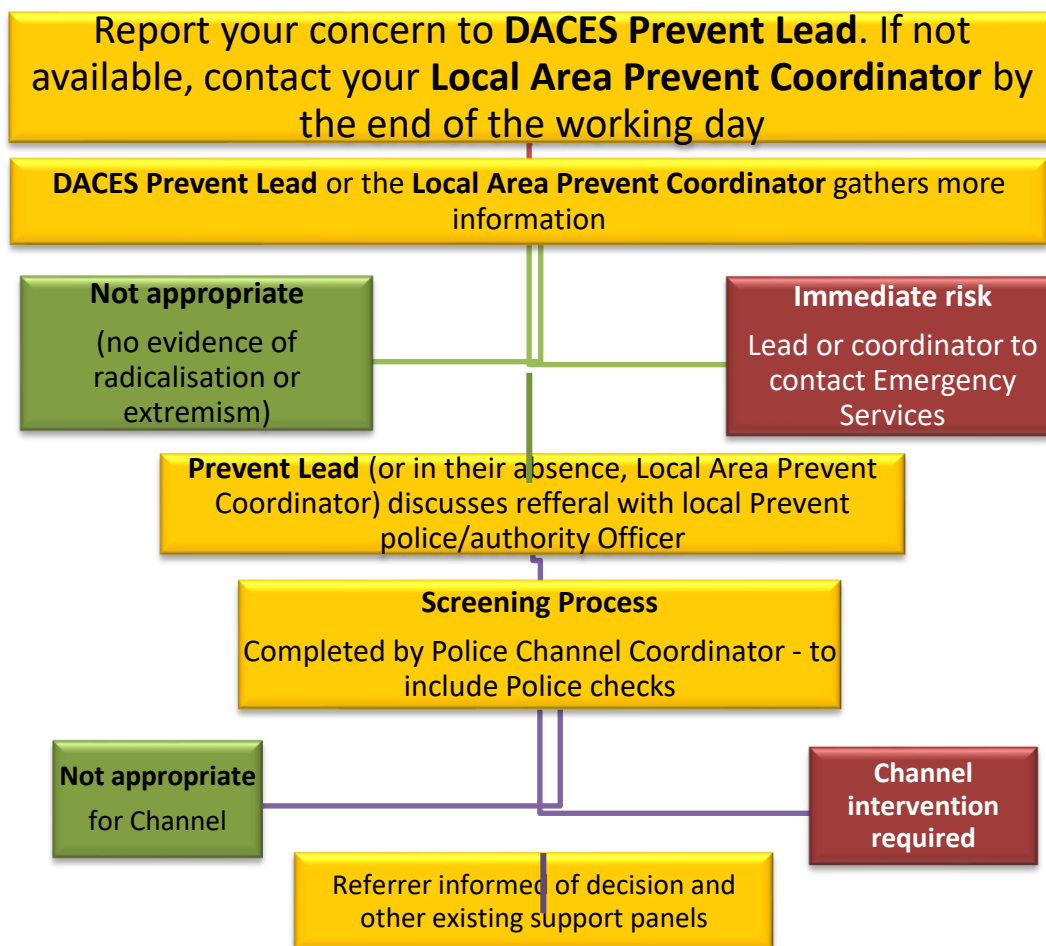 Report your concern to DACES Prevent Lead. If not
available, contact your Local Area Prevent Coordinator by
the end of the working day
DACES Prevent Lead or the Local Area Prevent Coordinator gathers more
information
Not appropriate
(no evidence of
radicalisation or
extremism)
Immediate risk
Lead or coordinator to
contact Emergency
Services
Prevent Lead (or in their absence, Local Area Prevent
Coordinator) discusses refferal with local Prevent
police/authority Officer
Screening Process
Completed by Police Channel Coordinator - to
include Police checks
Not appropriate
for Channel
Channel
intervention
required
Referrer informed of decision and
other existing support panels